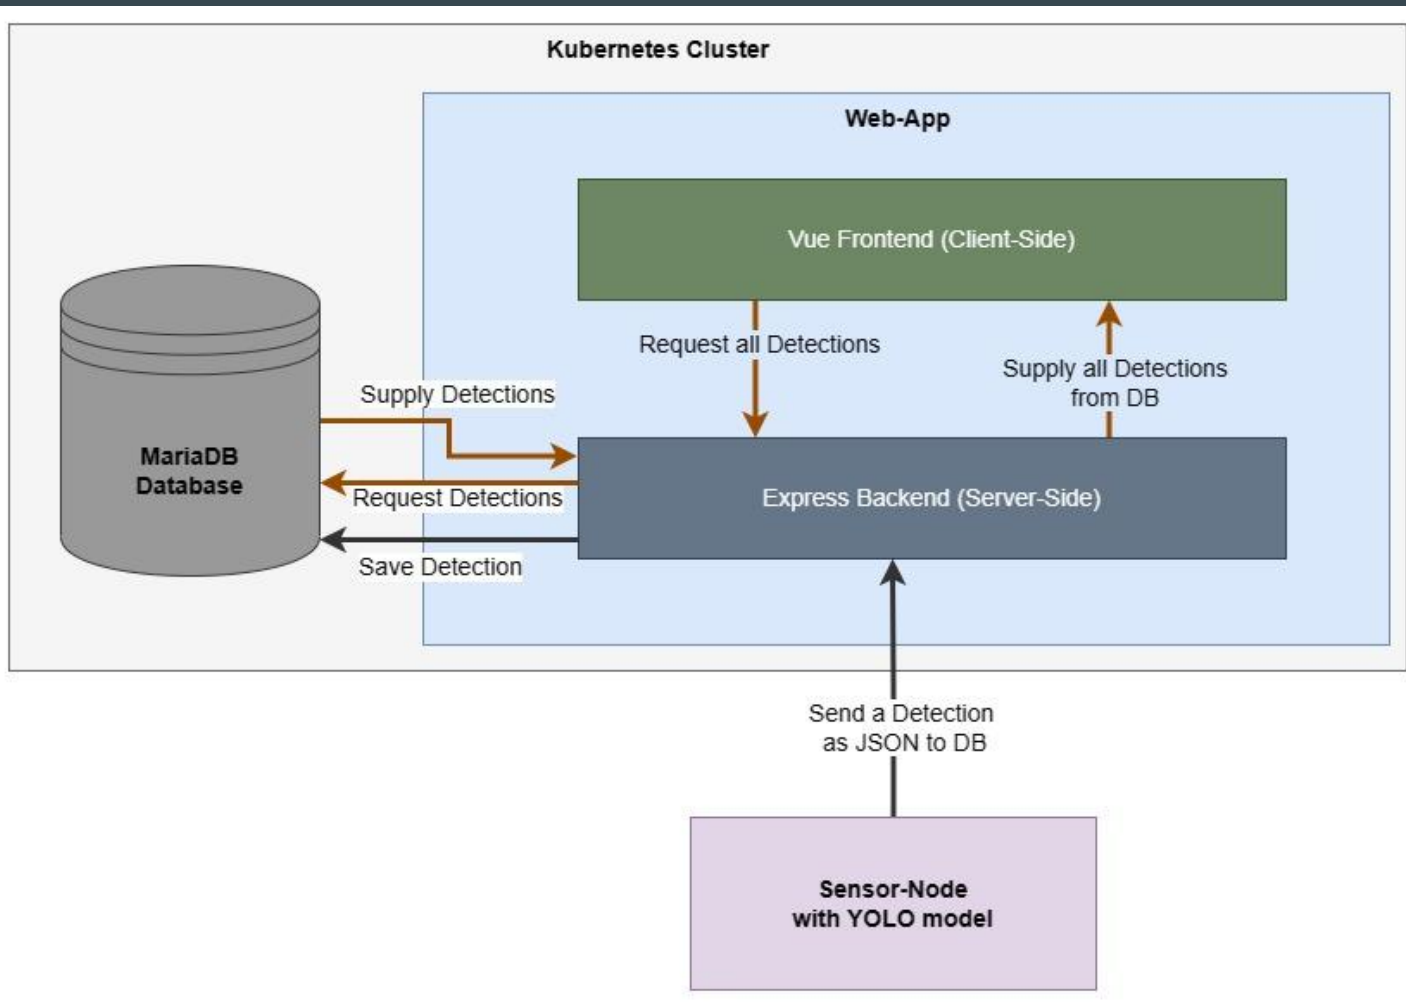 Kubernetes Cluster
Web-App
Vue Frontend (Client-Side)
Request all Detections
Supply all Detections
from DB
Supply Detections
MariaDB
Database
Request Detections
Express Backend (Server-Side)
Save Detection
Send a Detection
as JSON to DB
Sensor-Node
with YOLO model